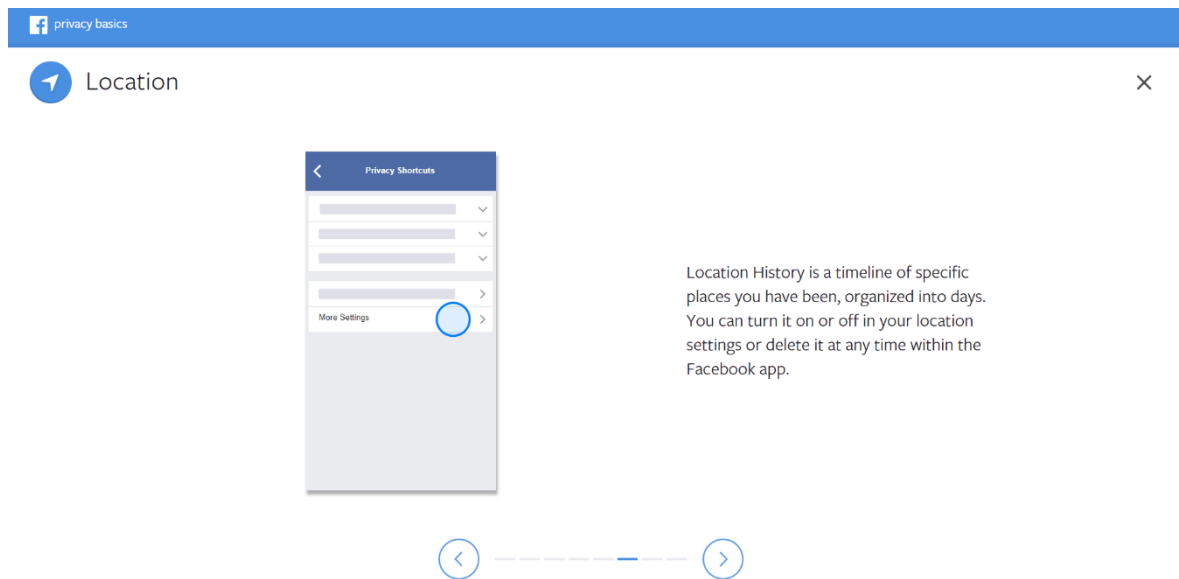 privacy basics
Location
Privacy Shortcuts
More Settings
Location History is a timeline of specific
places you have been, organized into days.
You can turn it on or off in your location
settings or delete it at any time within the
Facebook app.